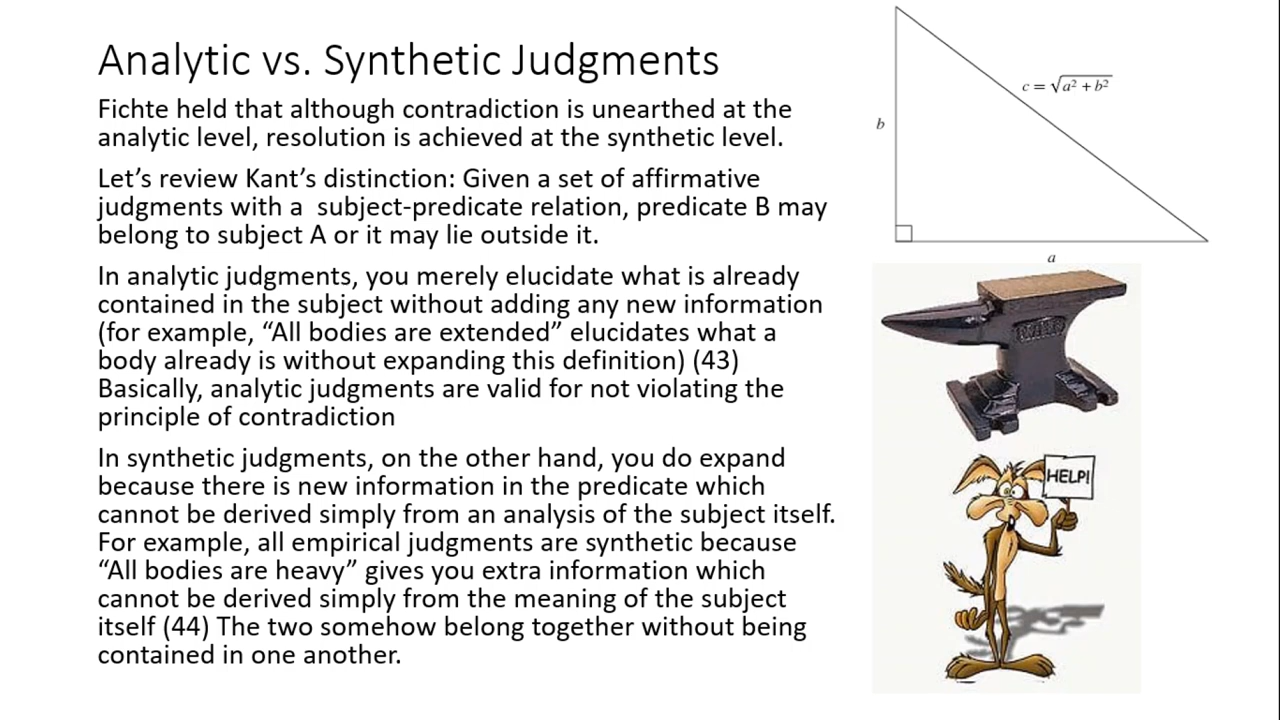 Analytic vs. Synthetic Judgments
Fichte held that although contradiction is unearthed at the
analytic level, resolution is achieved at the synthetic level.
Let’s review Kant’s distinction: Given a set of affirmative
judgments with a  subject-predicate relation, predicate B may
belong to subject A or it may lie outside it.
In analytic judgments, you merely elucidate what is already
contained in the subject without adding any new information
(for example, “All bodies are extended” elucidates what a
body already is without expanding this definition) (43)
Basically, analytic judgments are valid for not violating the
principle of contradiction
In synthetic judgments, on the other hand, you do expand
because there is new information in the predicate which
cannot be derived simply from an analysis of the subject itself.
For example, all empirical judgments are synthetic because
“All bodies are heavy” gives you extra information which
cannot be derived simply from the meaning of the subject
itself (44) The two somehow belong together without being
contained in one another.
c = √a² + b²
b
a
HELP!